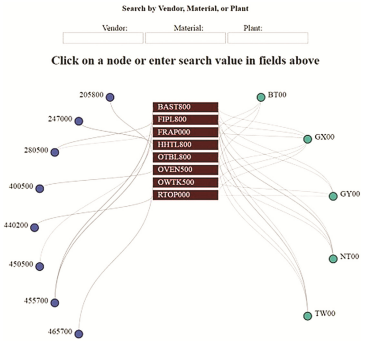 Search by Vendor, Material, or Plant
Vendor: Material: Plant:
Click on a node or enter search value in fields above
205800
247000
280500
400500
440200
450500
455700
465700
BAST800
FIPL800
FRAP000
HHTL800
OTBL800
OVEN500
OWTK500
RTOP000
BT00
GX00
GY00
NT00
TW00